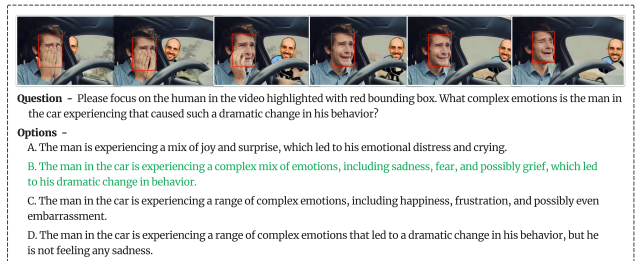 Question - Please focus on the human in the video highlighted with red bounding box. What complex emotions is the man in
the car experiencing that caused such a dramatic change in his behavior?
Options -
A. The man is experiencing a mix of joy and surprise, which led to his emotional distress and crying.
B. The man in the car is experiencing a complex mix of emotions, including sadness, fear, and possibly grief, which led
to his dramatic change in behavior.
C. The man in the car is experiencing a range of complex emotions, including happiness, frustration, and possibly even
embarrassment.
D. The man in the car is experiencing a range of complex emotions that led to a dramatic change in his behavior, but he
is not feeling any sadness.